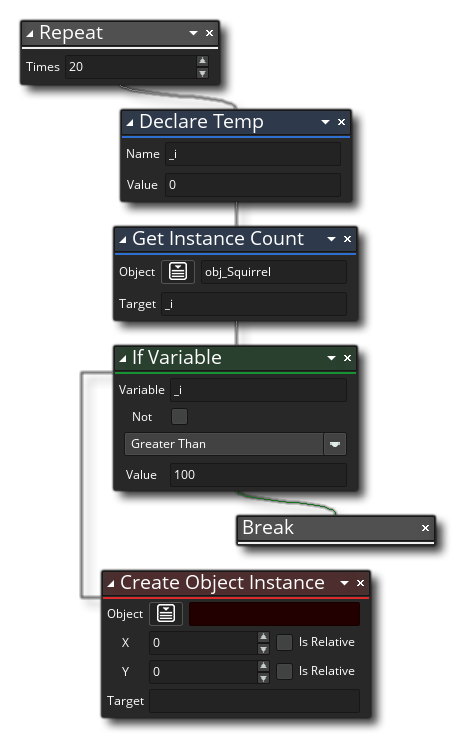 Repeat
Times 20
Declare Temp
Name _i
Value 0
Get Instance Count
Object obj_Squirrel
Target _i
If Variable
Variable _i
Not
Greater Than
Value 100
Break
Create Object Instance
Object
X 0 Is Relative
Y 0 Is Relative
Target